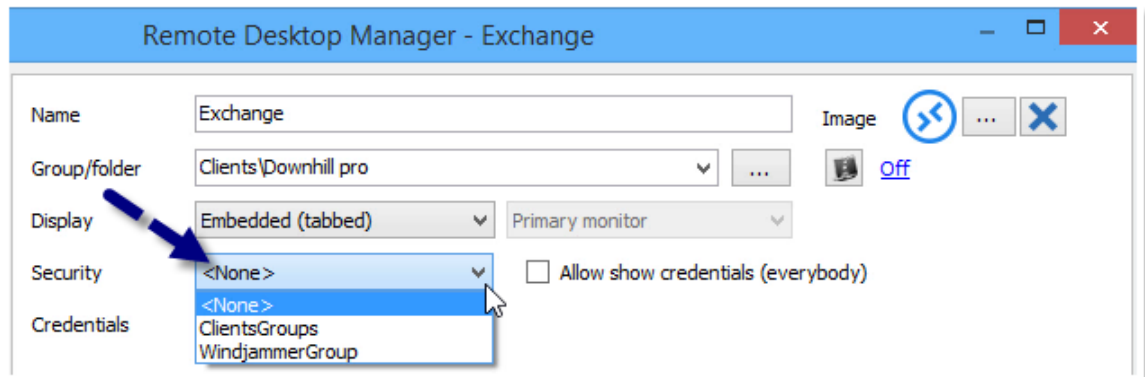 Remote Desktop Manager - Exchange
Name Exchange Image ...
Group/folder Clients\Downhill pro ... Off
Display Embedded (tabbed) Primary monitor
Security <None> Allow show credentials (everybody)
<None>
Credentials ClientsGroups
WindjammerGroup